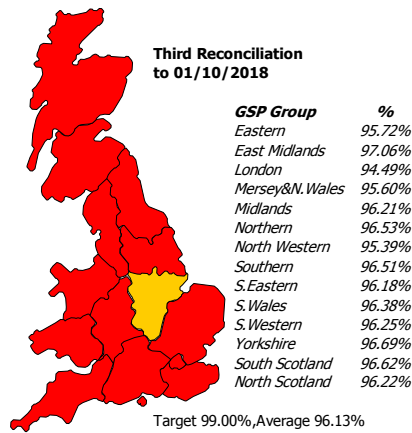 Third Reconciliation
to 01/10/2018
GSP Group %
Eastern 95.72%
East Midlands 97.06%
London 94.49%
Mersey&N.Wales 95.60%
Midlands 96.21%
Northern 96.53%
North Western 95.39%
Southern 96.51%
S.Eastern 96.18%
S.Wales 96.38%
S.Western 96.25%
Yorkshire 96.69%
South Scotland 96.62%
North Scotland 96.22%
Target 99.00%,Average 96.13%